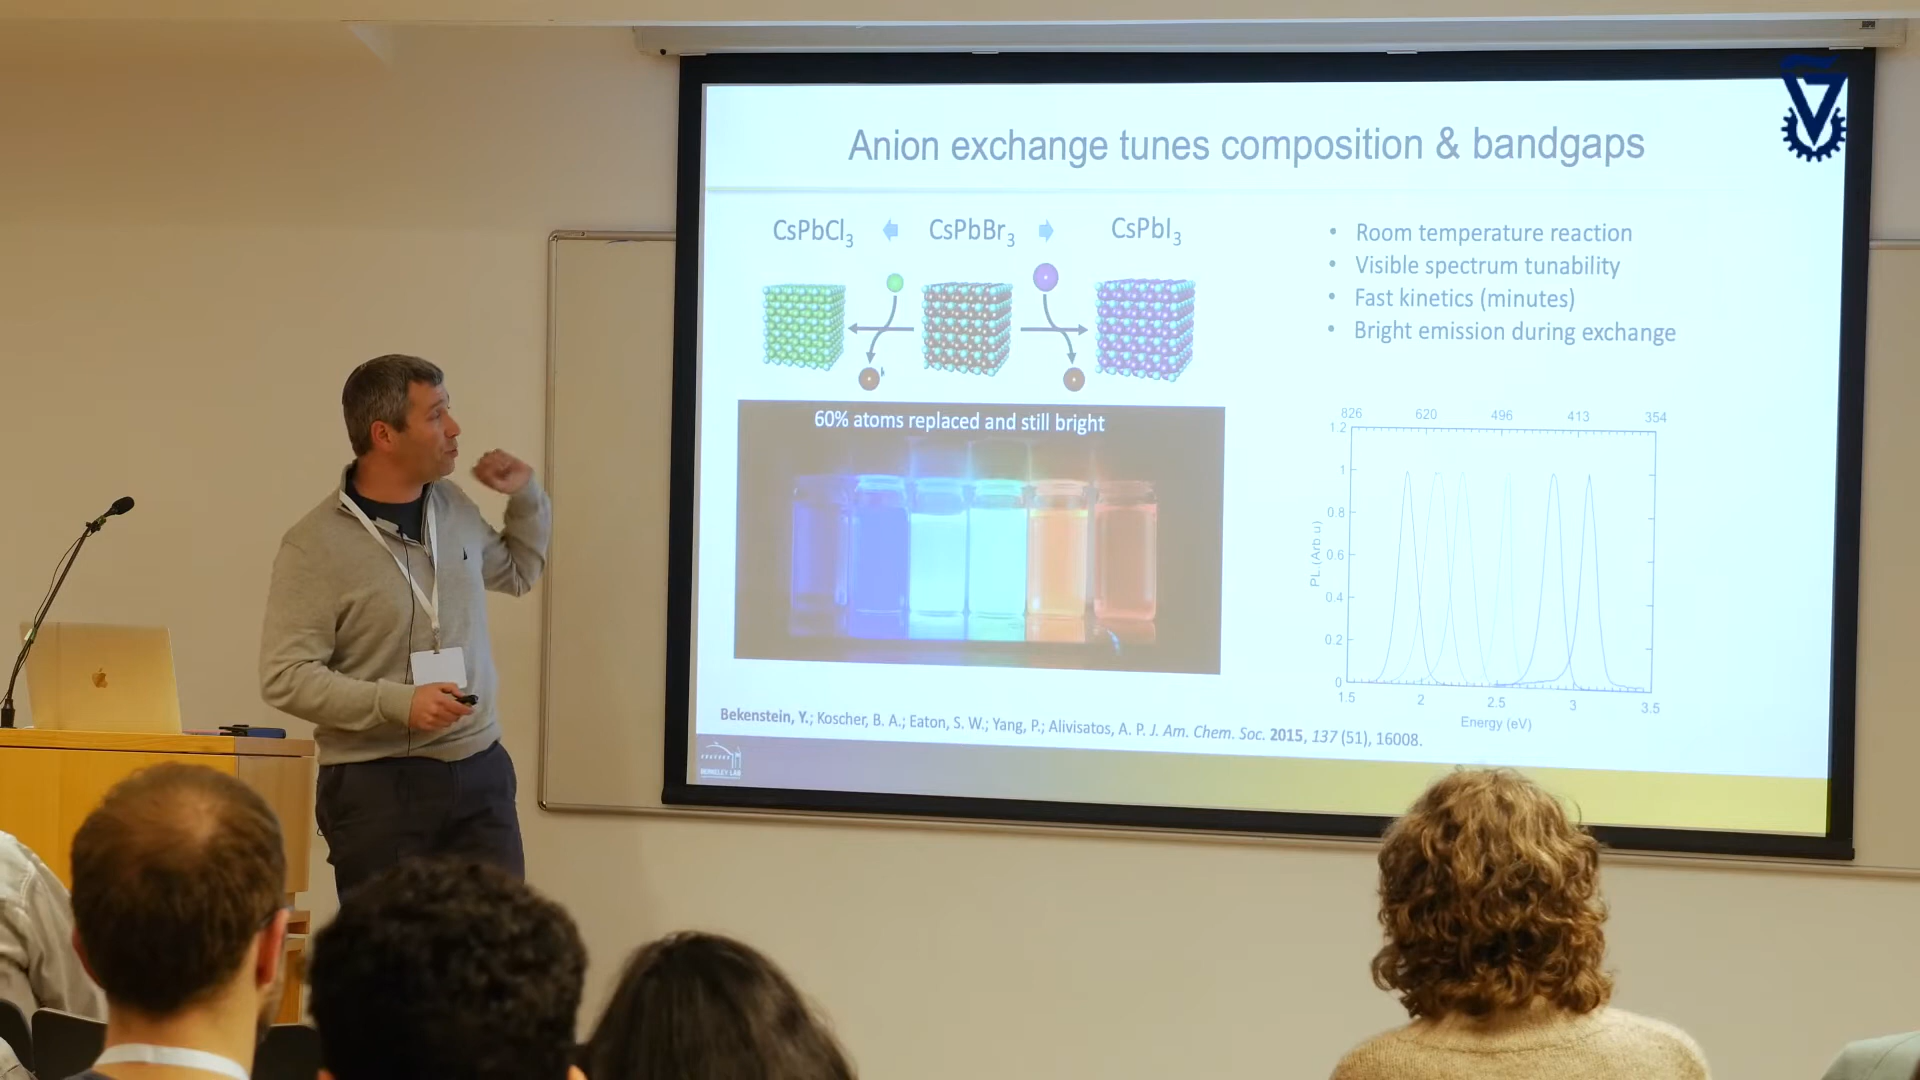 Anion exchange tunes composition & bandgaps
CsPbCl3
CsPbBr3
CsPbI3
• Room temperature reaction
• Visible spectrum tunability
• Fast kinetics (minutes)
• Bright emission during exchange
60% atoms replaced and still bright
826 620 496 413 354
1.2
1
0.8
0.6
0.4
0.2
0
PL (Arb u)
1.5 2 2.5 3 3.5
Energy (eV)
Bekenstein, Y.; Koscher, B. A.; Eaton, S. W.; Yang, P.; Alivisatos, A. P. J. Am. Chem. Soc. 2015, 137 (51), 16008.
BERKELEY LAB